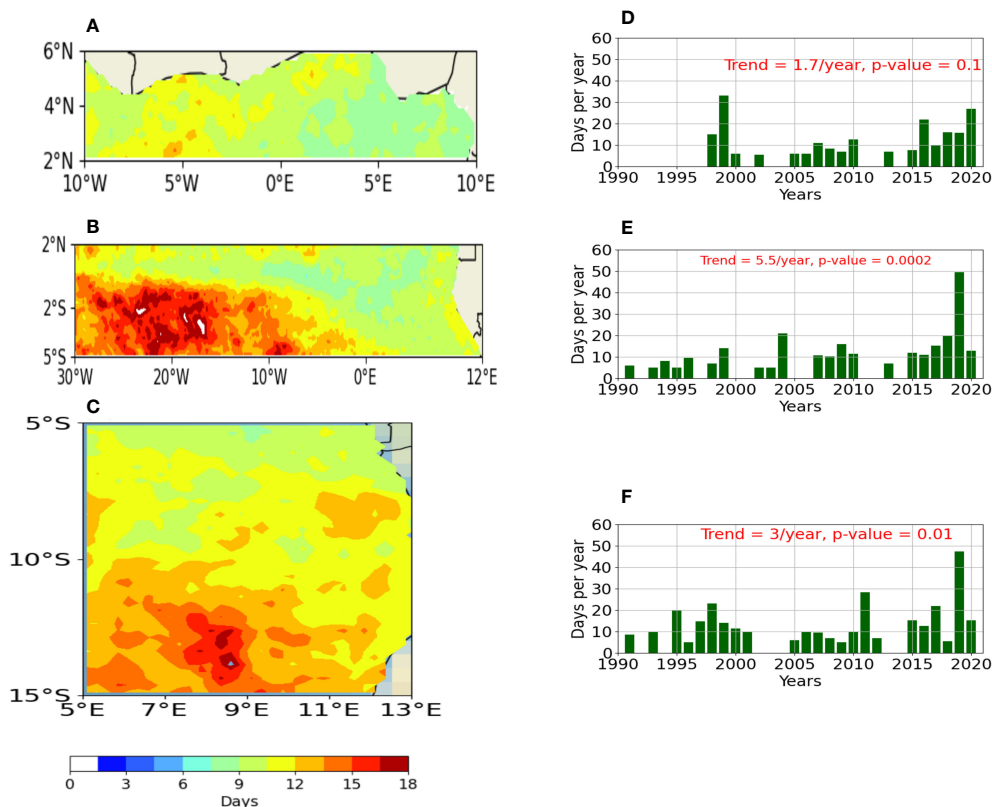 A
6°N
4°N
2°N
10°W 5°W 0°E 5°E 10°E
B
2°N
2°S
5°S
30°W 20°W 10°W 0°E 12°E
C
5°S
10°S
15°S
5°E 7°E 9°E 11°E 13°E
0 3 6 9 12 15 18
Days
D
Trend = 1.7/year, p-value = 0.1
Days per year
60
50
40
30
20
10
0
1990 1995 2000 2005 2010 2015 2020
Years
E
Trend = 5.5/year, p-value = 0.0002
Days per year
60
50
40
30
20
10
0
1990 1995 2000 2005 2010 2015 2020
Years
F
Trend = 3/year, p-value = 0.01
Days per year
60
50
40
30
20
10
0
1990 1995 2000 2005 2010 2015 2020
Years